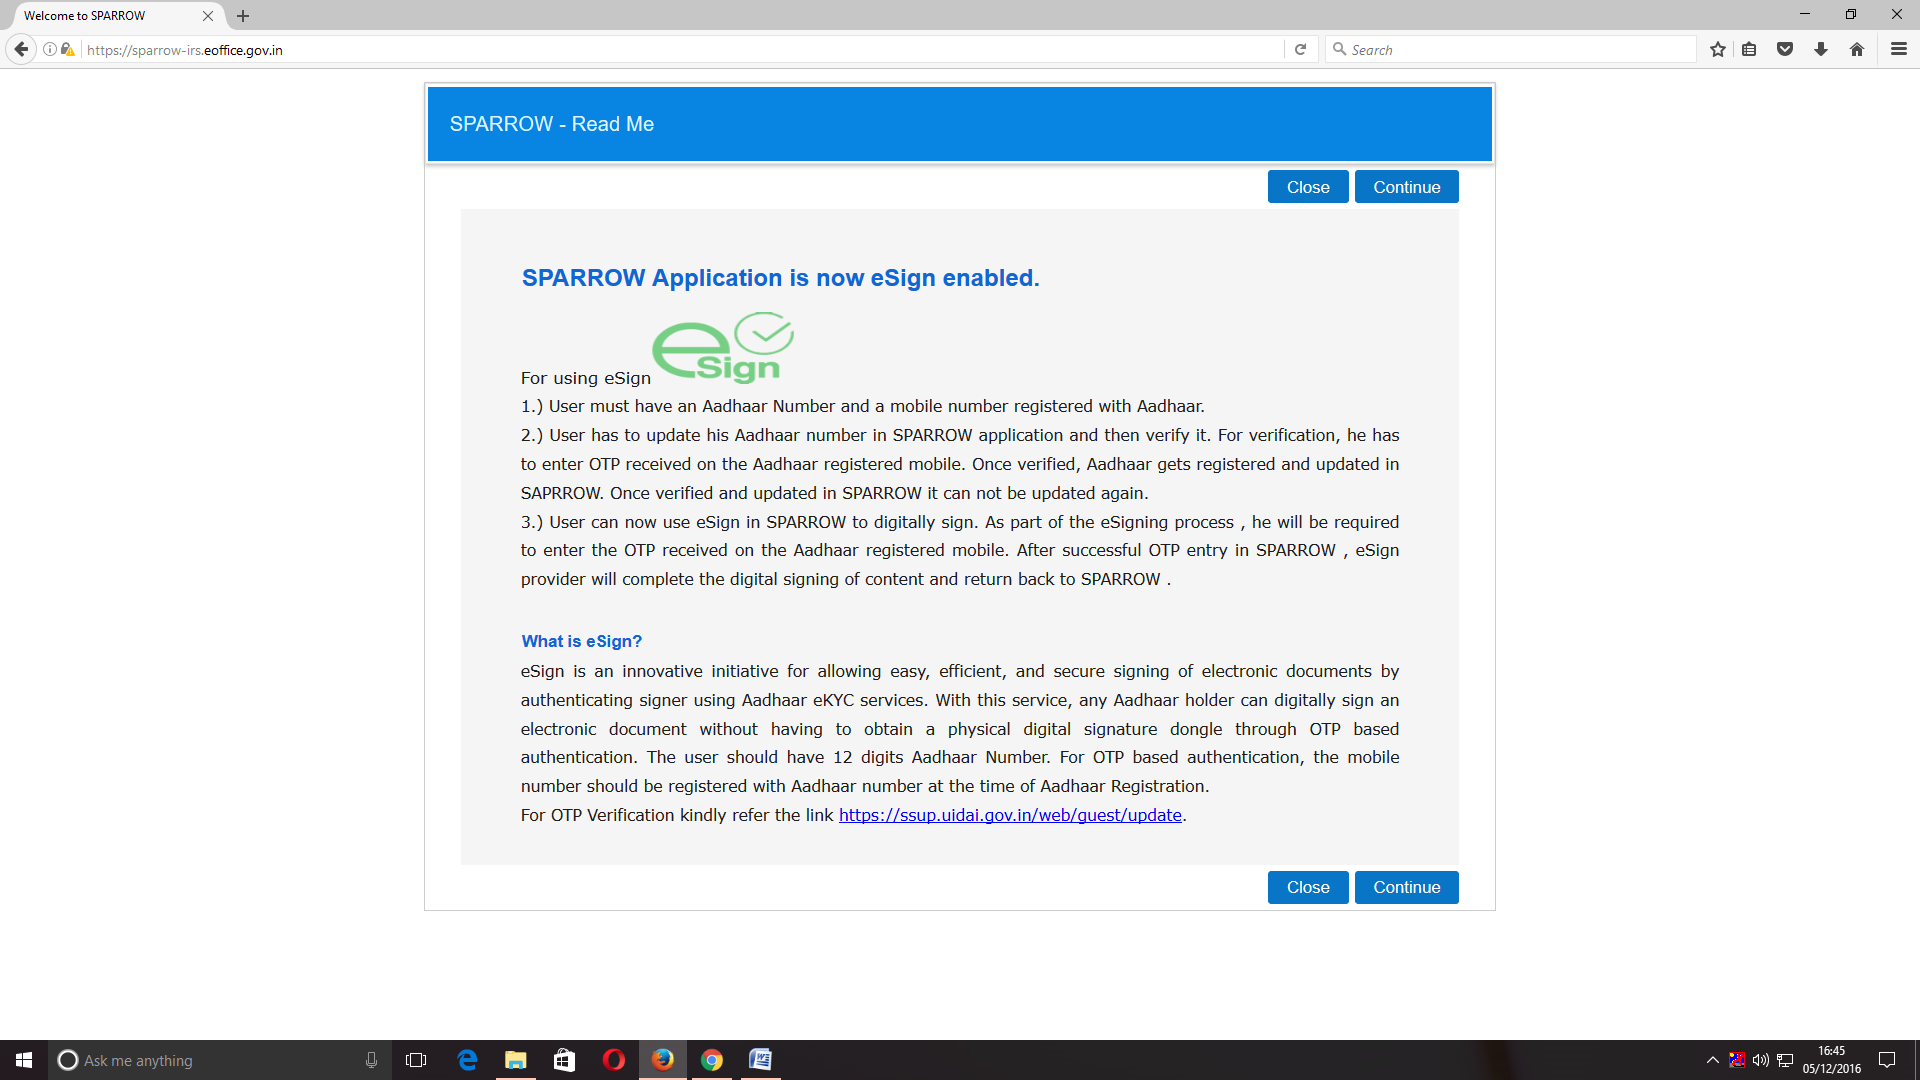 Welcome to SPARROW
https://sparrow-irs.eoffice.gov.in
Search
SPARROW - Read Me
Close Continue
SPARROW Application is now eSign enabled.
eSign
For using eSign
1.) User must have an Aadhaar Number and a mobile number registered with Aadhaar.
2.) User has to update his Aadhaar number in SPARROW application and then verify it. For verification, he has
to enter OTP received on the Aadhaar registered mobile. Once verified, Aadhaar gets registered and updated in
SAPRROW. Once verified and updated in SPARROW it can not be updated again.
3.) User can now use eSign in SPARROW to digitally sign. As part of the eSigning process , he will be required
to enter the OTP received on the Aadhaar registered mobile. After successful OTP entry in SPARROW , eSign
provider will complete the digital signing of content and return back to SPARROW .
What is eSign?
eSign is an innovative initiative for allowing easy, efficient, and secure signing of electronic documents by
authenticating signer using Aadhaar eKYC services. With this service, any Aadhaar holder can digitally sign an
electronic document without having to obtain a physical digital signature dongle through OTP based
authentication. The user should have 12 digits Aadhaar Number. For OTP based authentication, the mobile
number should be registered with Aadhaar number at the time of Aadhaar Registration.
For OTP Verification kindly refer the link https://ssup.uidai.gov.in/web/guest/update.
Close Continue
Ask me anything
16:45
05/12/2016